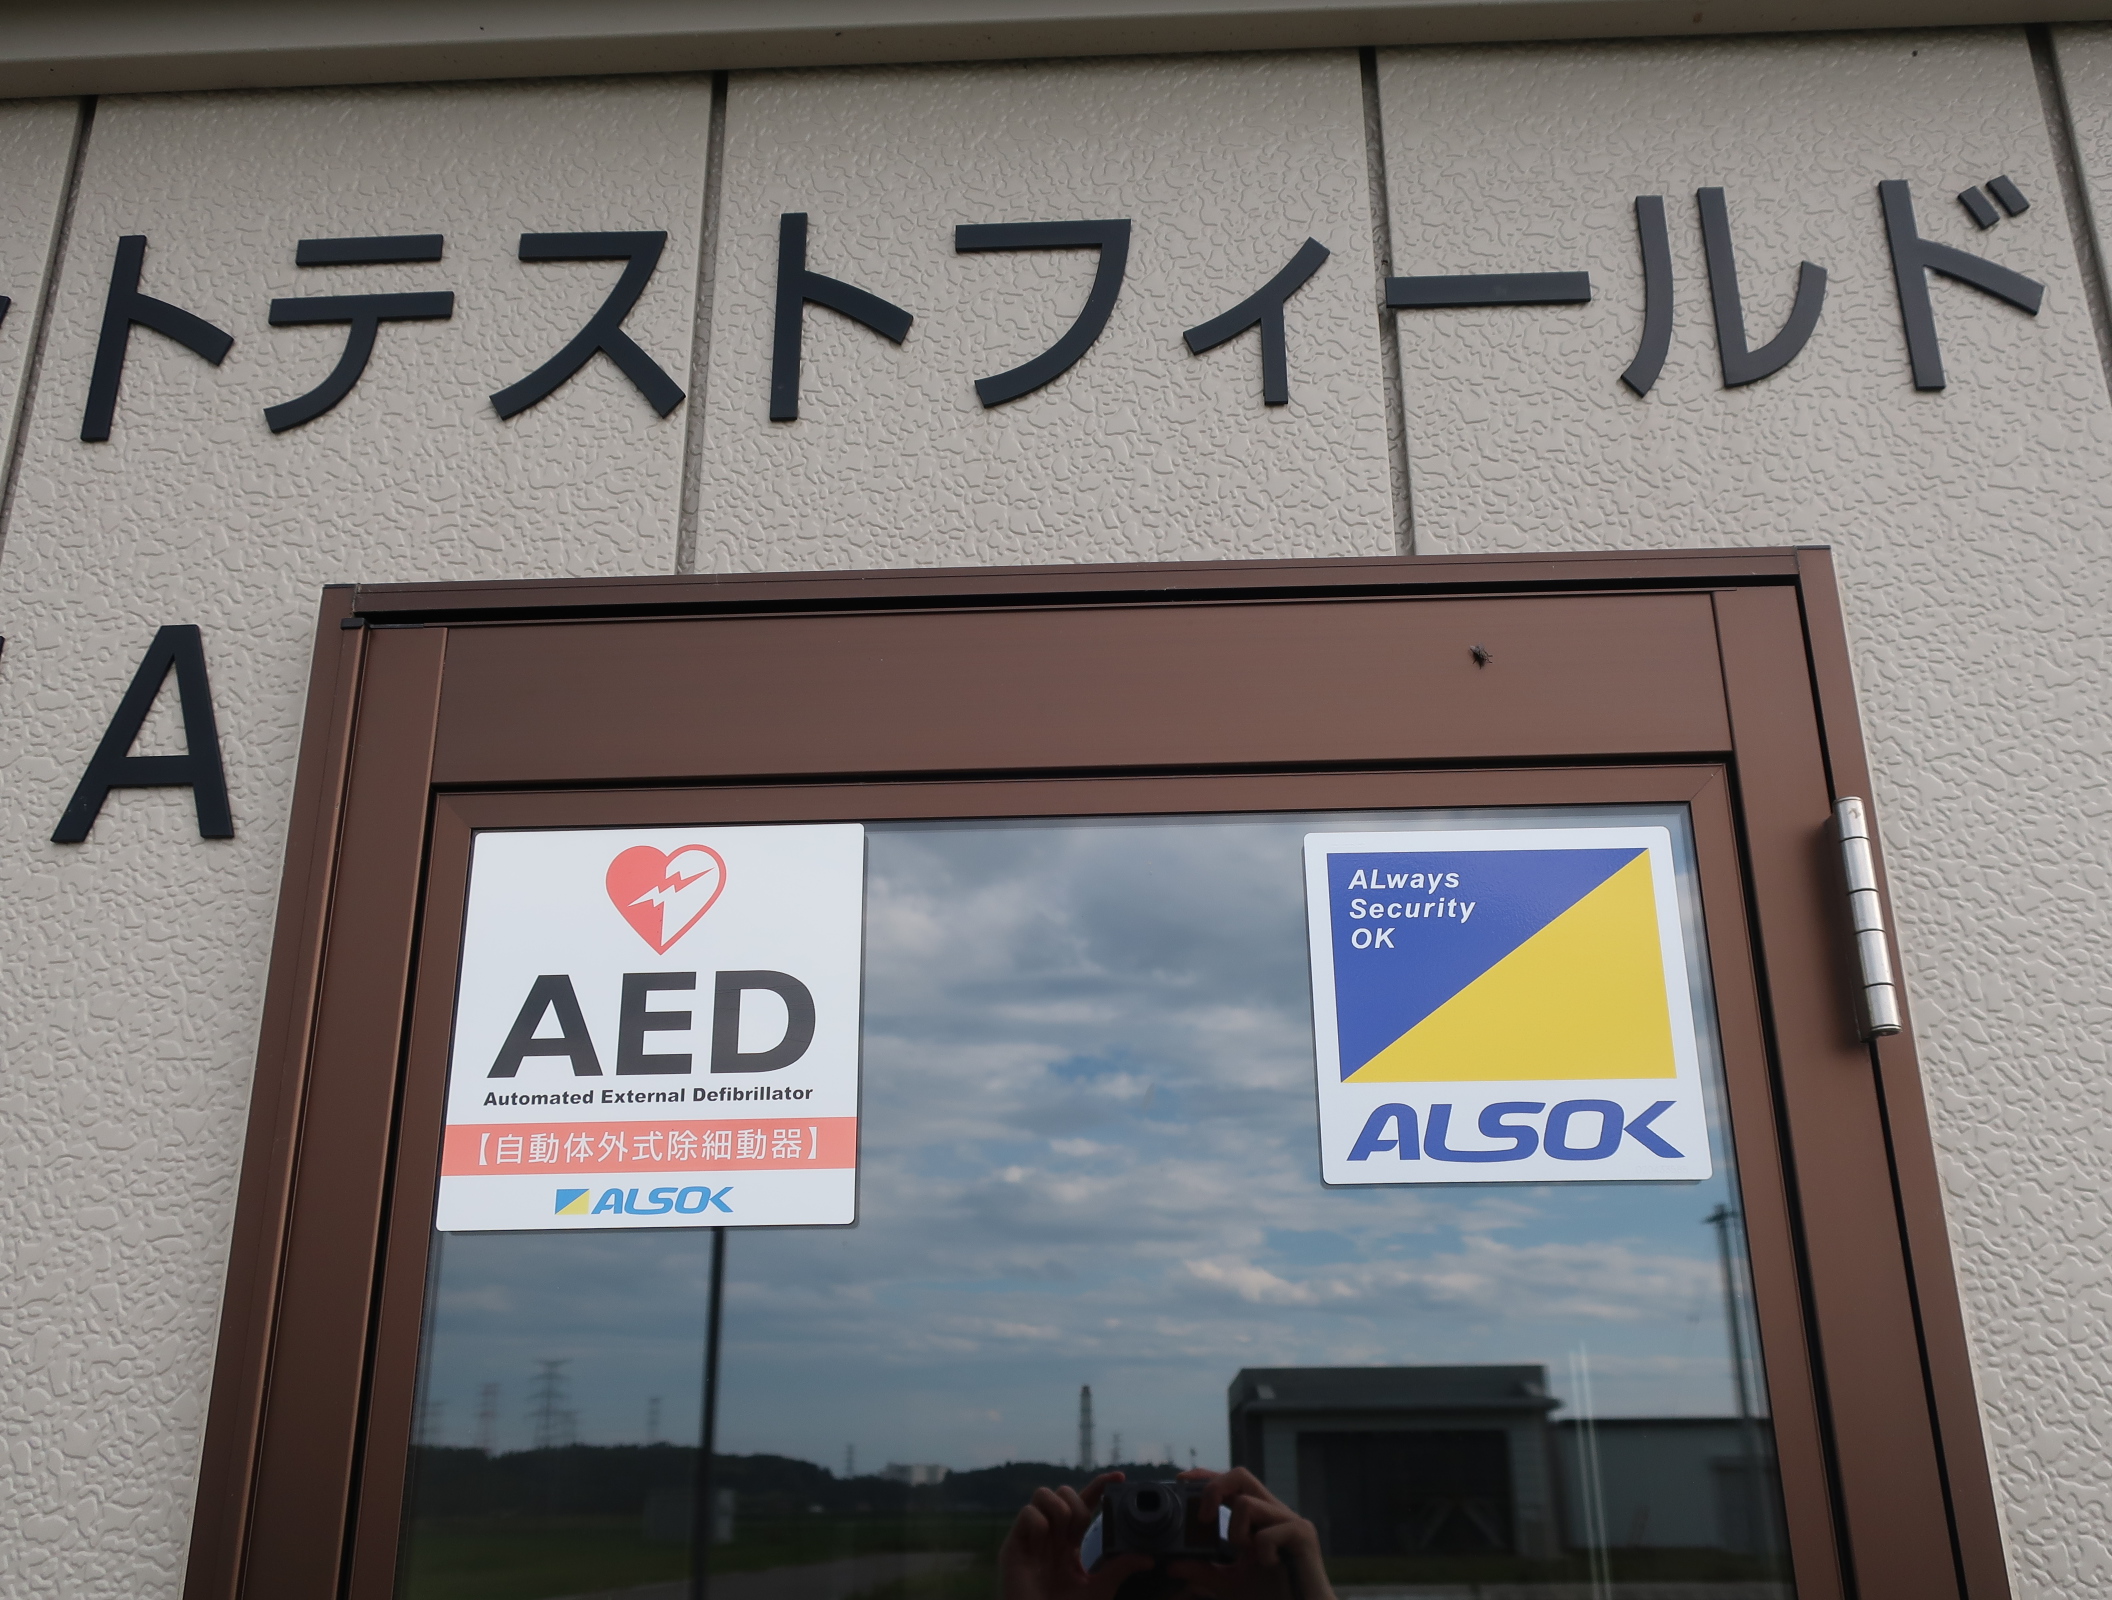 トテストフィールド
A
AED
Automated External Defibrillator
【自動体外式除細動器】
ALSOK
ALways
Security
OK
ALSOK